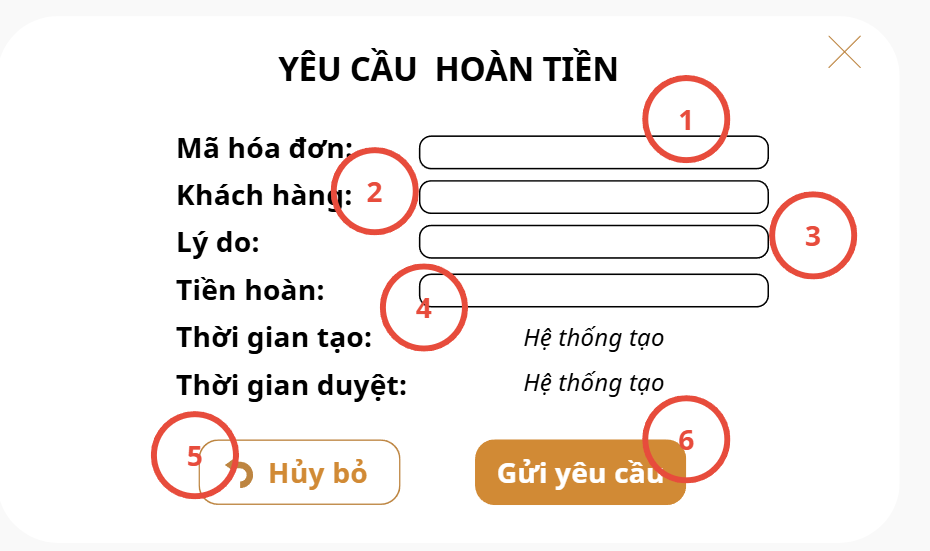 YÊU CẦU HOÀN TIỀN
1
Mã hóa đơn:
Khách hàng:
2
Lý do:
3
Tiền hoàn:
4
Thời gian tạo: Hệ thống tạo
Thời gian duyệt: Hệ thống tạo
5
Hủy bỏ
6
Gửi yêu cầu